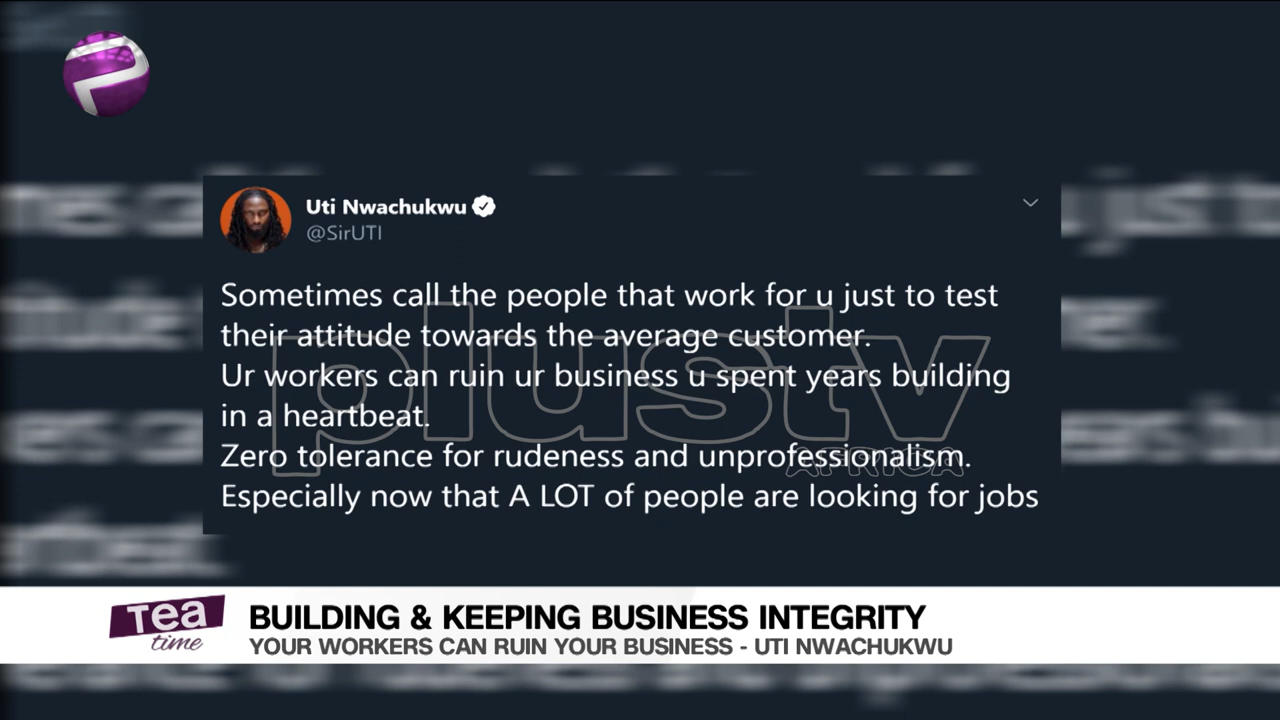 Uti Nwachukwu
@SirUTI
Sometimes call the people that work for u just to test
their attitude towards the average customer.
Ur workers can ruin ur business u spent years building
in a heartbeat.
Zero tolerance for rudeness and unprofessionalism.
Especially now that A LOT of people are looking for jobs
plustv
AFRICA
Tea
time
BUILDING & KEEPING BUSINESS INTEGRITY
YOUR WORKERS CAN RUIN YOUR BUSINESS - UTI NWACHUKWU